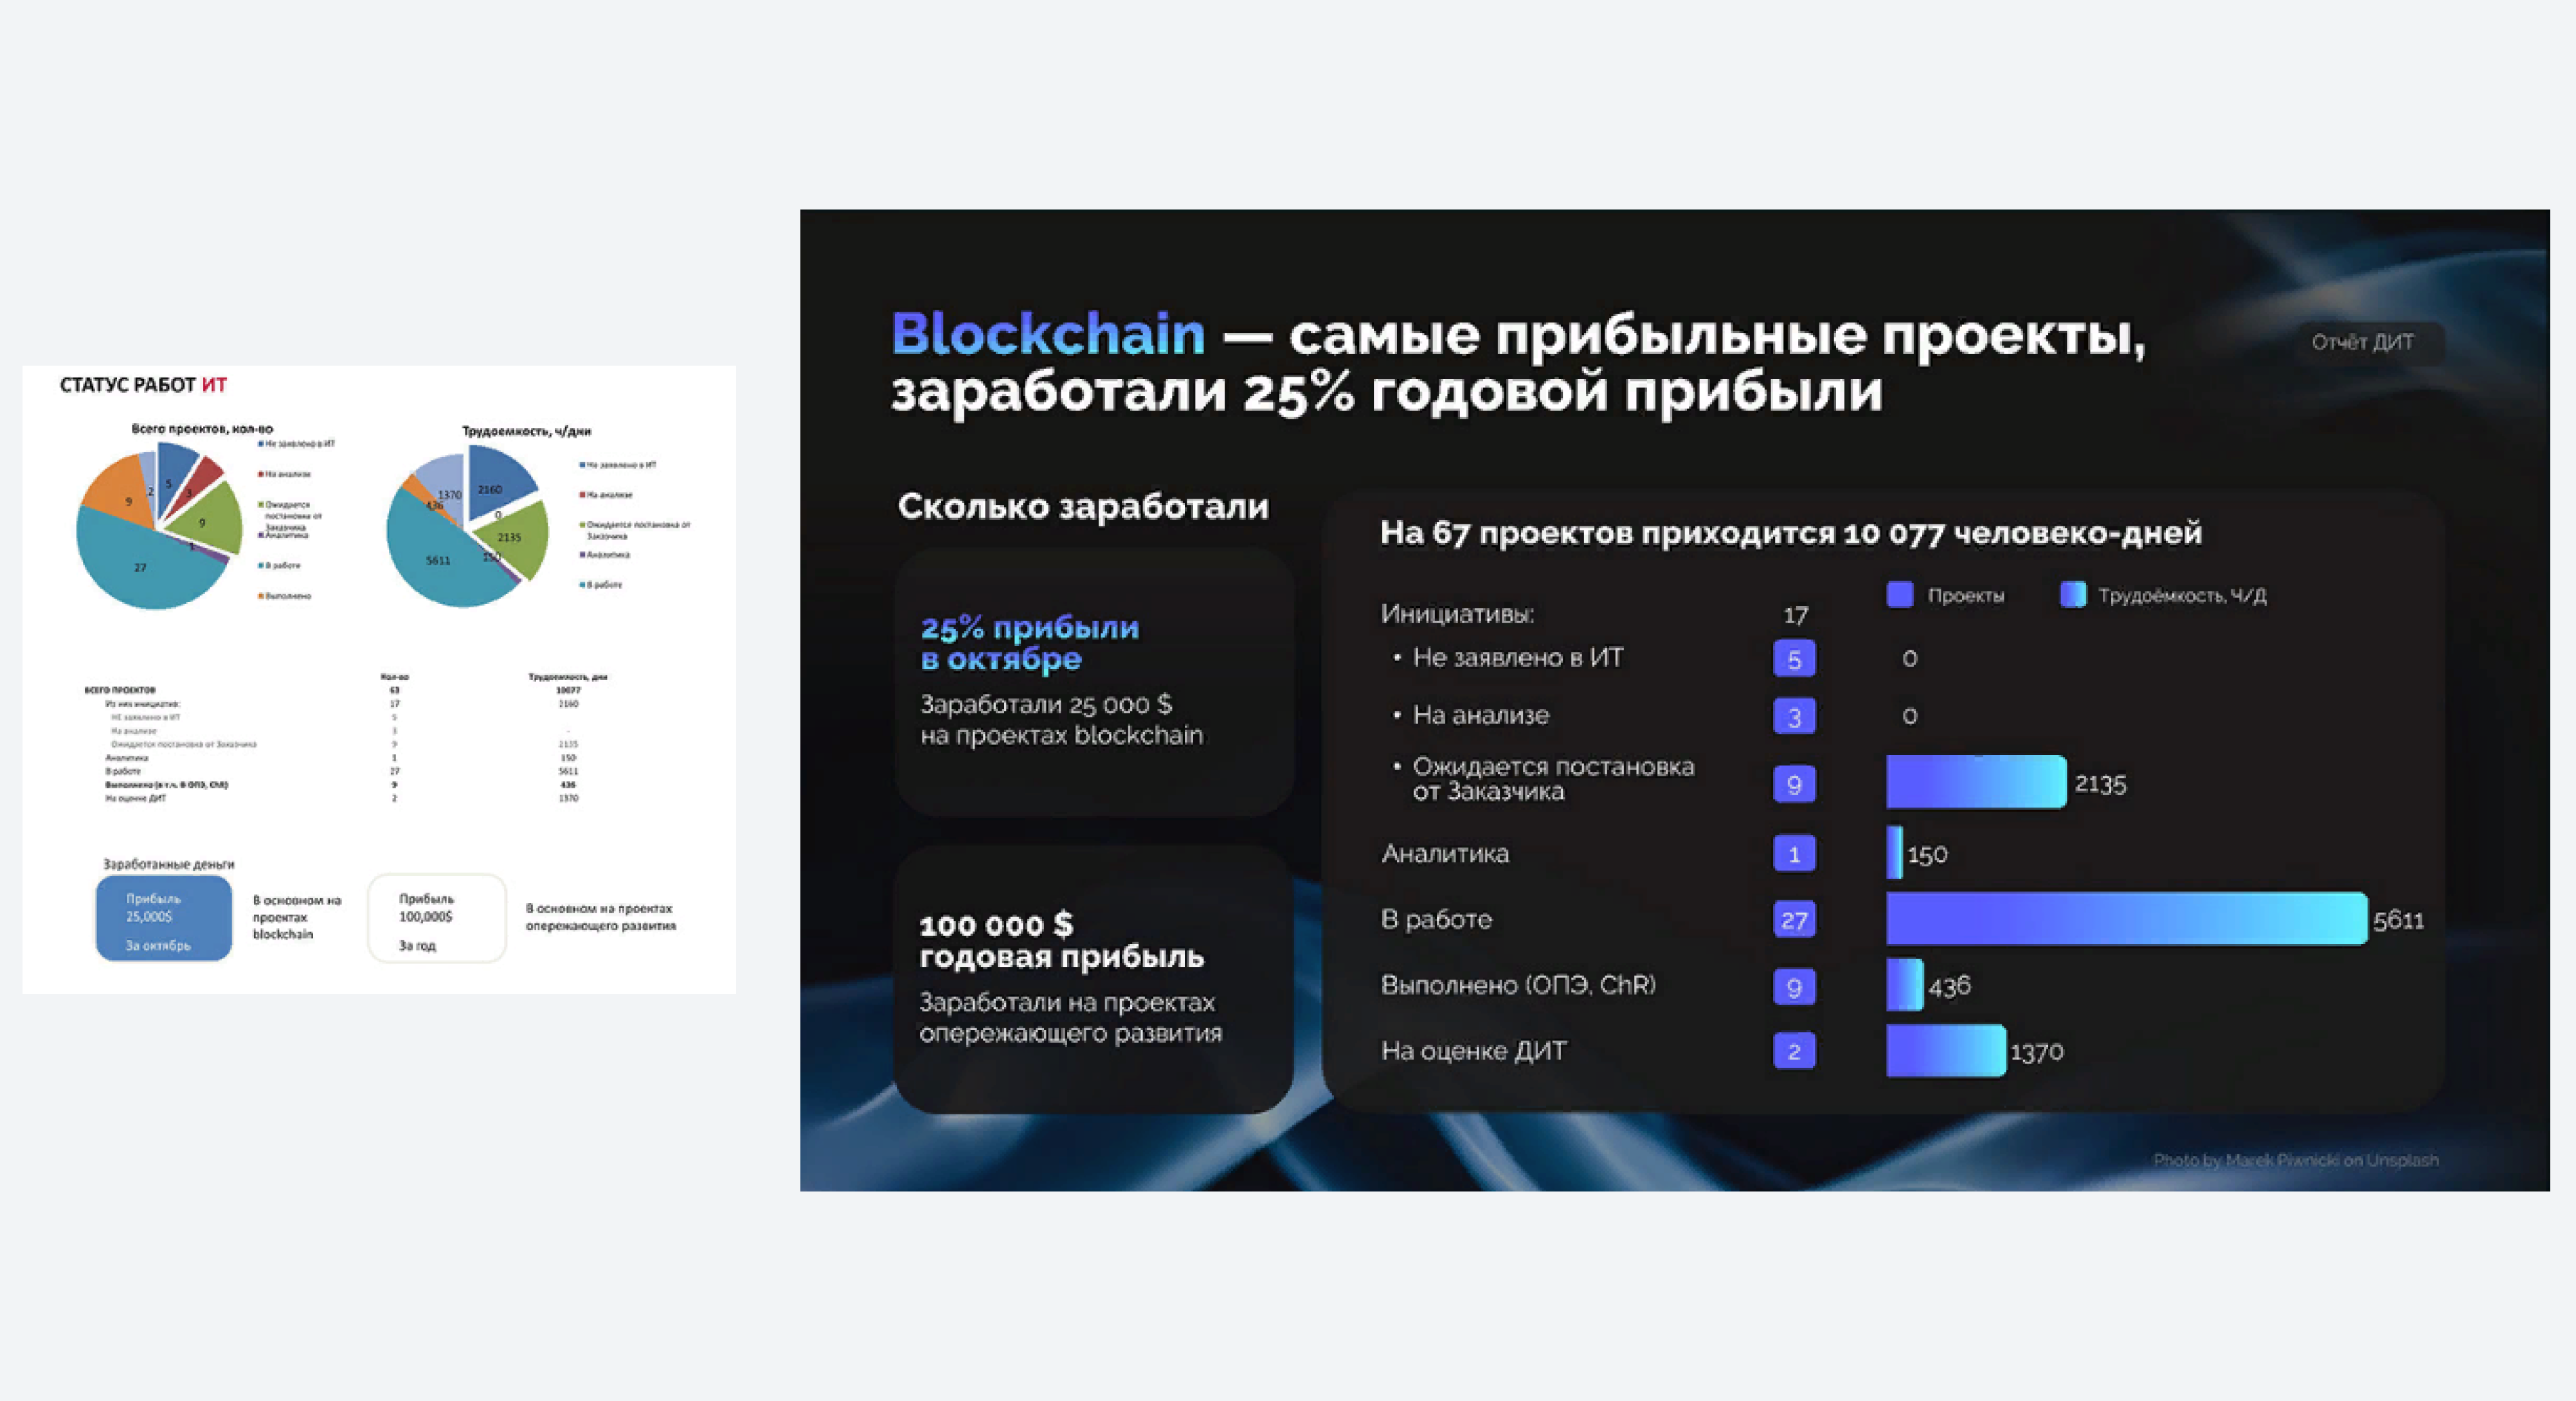 СТАТУС РАБОТ ИТ
Всего проектов, кол-во
Не заявлено в ИТ
На анализе
Ожидается
постановка от
Заказчика
Аналитика
В работе
Выполнено
5
3
9
1
27
9
2
Трудоемкость, ч/дни
Не заявлено в ИТ
На анализе
Ожидается постановка от
Заказчика
Аналитика
В работе
2160
0
2135
150
5611
436
1370
Кол-во Трудоемкость, дни
ВСЕГО ПРОЕКТОВ 63 10077
Из них инициатив: 17 2160
НЕ заявлено в ИТ 5
На анализе 3 -
Ожидается постановка от Заказчика 9 2135
Аналитика 1 150
В работе 27 5611
Выполнено (в т.ч. В ОПЭ, ChR) 9 436
На оценке ДИТ 2 1370
Заработанные деньги
Прибыль
25,000$
За октябрь
В основном на
проектах
blockchain
Прибыль
100,000$
За год
В основном на проектах
опережающего развития
Blockchain — самые прибыльные проекты,
заработали 25% годовой прибыли
Отчёт ДИТ
Сколько заработали
25% прибыли
в октябре
Заработали 25 000 $
на проектах blockchain
100 000 $
годовая прибыль
Заработали на проектах
опережающего развития
На 67 проектов приходится 10 077 человеко-дней
Проекты Трудоёмкость, Ч/Д
Инициативы: 17
• Не заявлено в ИТ 5 0
• На анализе 3 0
• Ожидается постановка
от Заказчика 9 2135
Аналитика 1 150
В работе 27 5611
Выполнено (ОПЭ, ChR) 9 436
На оценке ДИТ 2 1370
Photo by Marek Piwnicki on Unsplash